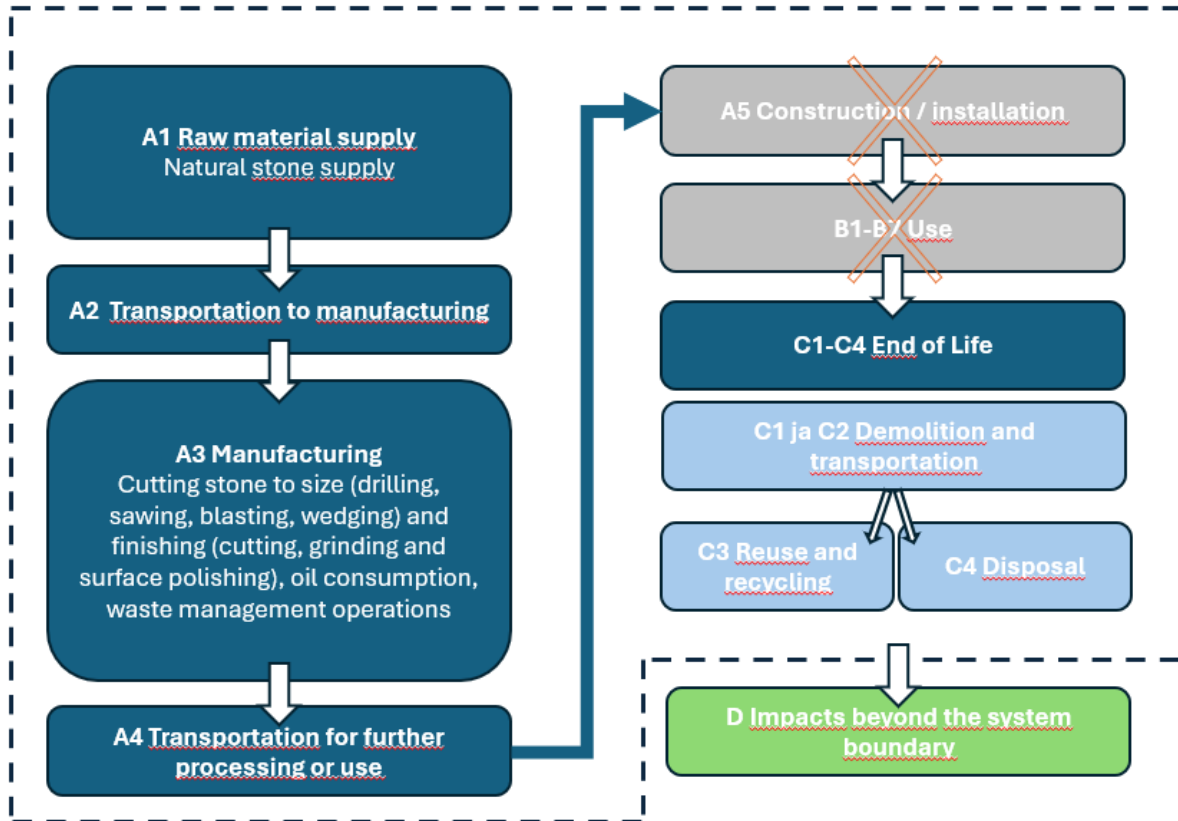 A1 Raw material supply
Natural stone supply
A2 Transportation to manufacturing
A3 Manufacturing
Cutting stone to size (drilling,
sawing, blasting, wedging) and
finishing (cutting, grinding and
surface polishing), oil consumption,
waste management operations
A4 Transportation for further
processing or use
A5 Construction / installation
B1-B7 Use
C1-C4 End of Life
C1 ja C2 Demolition and
transportation
C3 Reuse and
recycling
C4 Disposal
D Impacts beyond the system
boundary